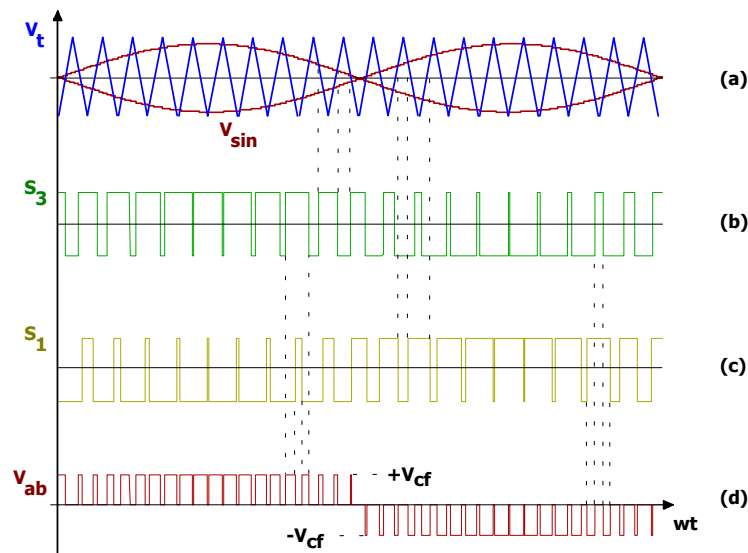 Vt
(a)
Vsin
S3
(b)
S1
(c)
Vab
+Vcf
(d)
wt
-Vcf